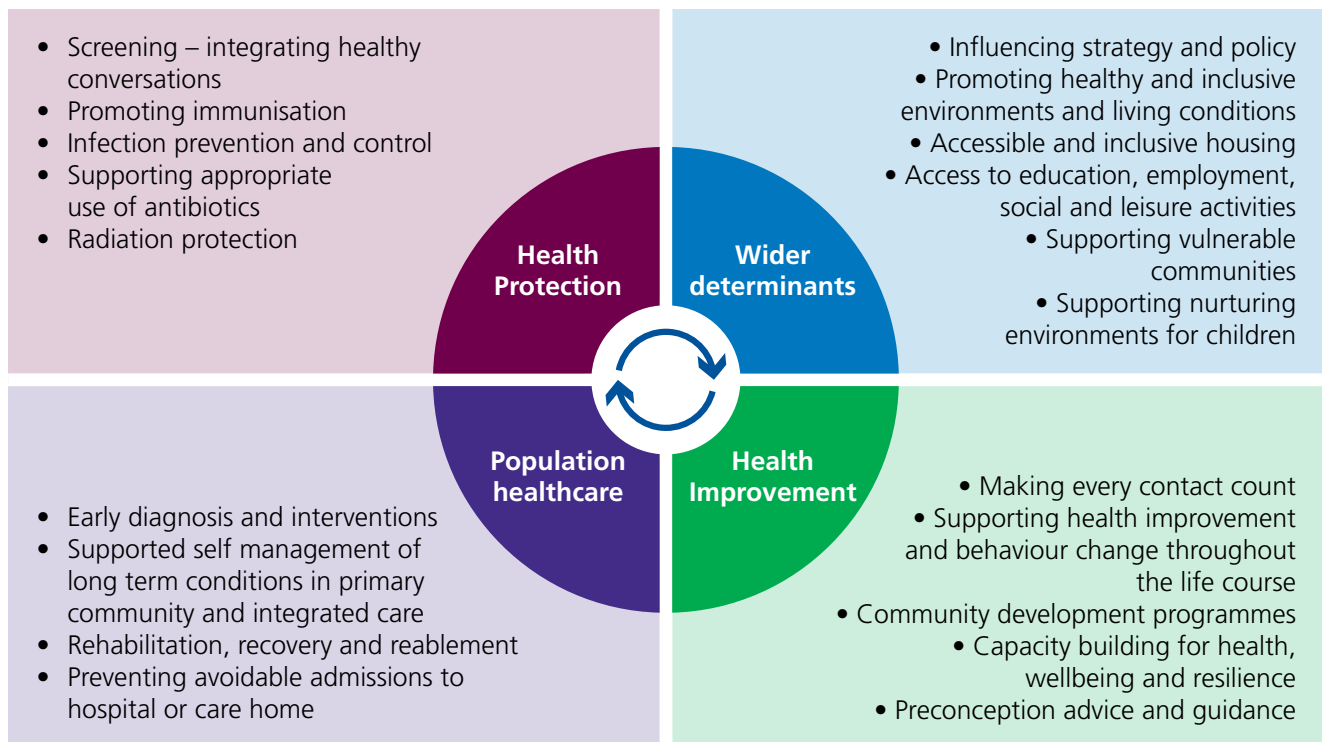 • Screening – integrating healthy
conversations
• Promoting immunisation
• Infection prevention and control
• Supporting appropriate
use of antibiotics
• Radiation protection
Health
Protection
• Influencing strategy and policy
• Promoting healthy and inclusive
environments and living conditions
• Accessible and inclusive housing
• Access to education, employment,
social and leisure activities
• Supporting vulnerable
communities
• Supporting nurturing
environments for children
Wider
determinants
Population
healthcare
• Early diagnosis and interventions
• Supported self management of
long term conditions in primary
community and integrated care
• Rehabilitation, recovery and reablement
• Preventing avoidable admissions to
hospital or care home
Health
Improvement
• Making every contact count
• Supporting health improvement
and behaviour change throughout
the life course
• Community development programmes
• Capacity building for health,
wellbeing and resilience
• Preconception advice and guidance